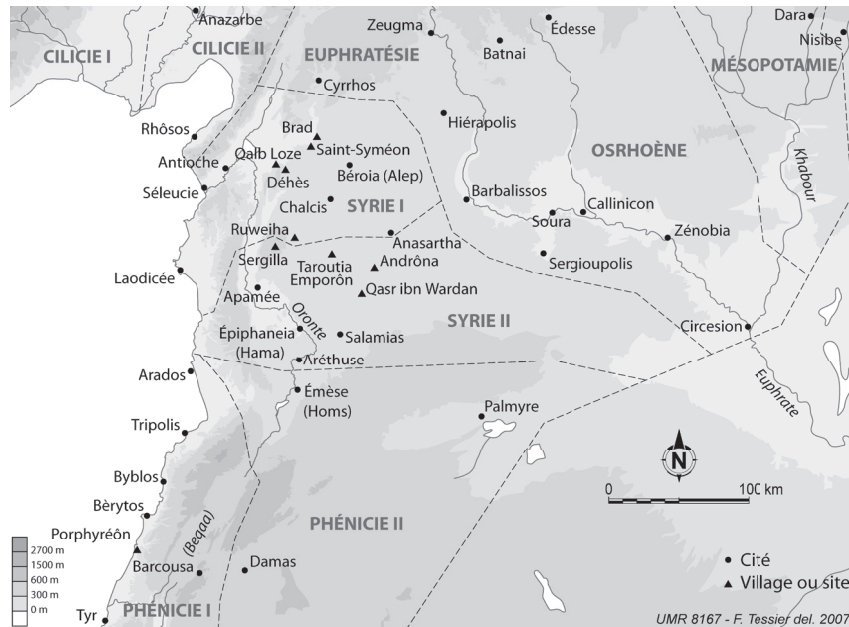 Anazarbe
CILICIE I
CILICIE II
Zeugma
Édesse
Batnai
Dara
Nisibe
EUPHRATÉSIE
MÉSOPOTAMIE
Cyrrhos
Hiérapolis
Rhôsos
Brad
Saint-Syméon
OSRHOÈNE
Khabour
Antioche
Qalb Loze
Déhès
Béroia (Alep)
Séleucie
Chalcis
SYRIE I
Barbalissos
Soura
Callinicon
Ruweiha
Anasartha
Zénobia
Sergilla
Taroutia
Emporôn
Andrôna
Sergioupolis
Laodicée
Apamée
Qasr ibn Wardan
Oronte
SYRIE II
Circesion
Épiphaneia
(Hama)
Salamias
Aréthuse
Arados
Émèse
(Homs)
Euphrate
Palmyre
Tripolis
N
Byblos
0 100 km
Bèrytos
PHÉNICIE II
Porphyréôn
(Beqaa)
2700 m
1500 m
600 m
300 m
0 m
Barcousa
Damas
Cité
Village ou site
Tyr
PHÉNICIE I
UMR 8167 - F. Tessier del. 2007